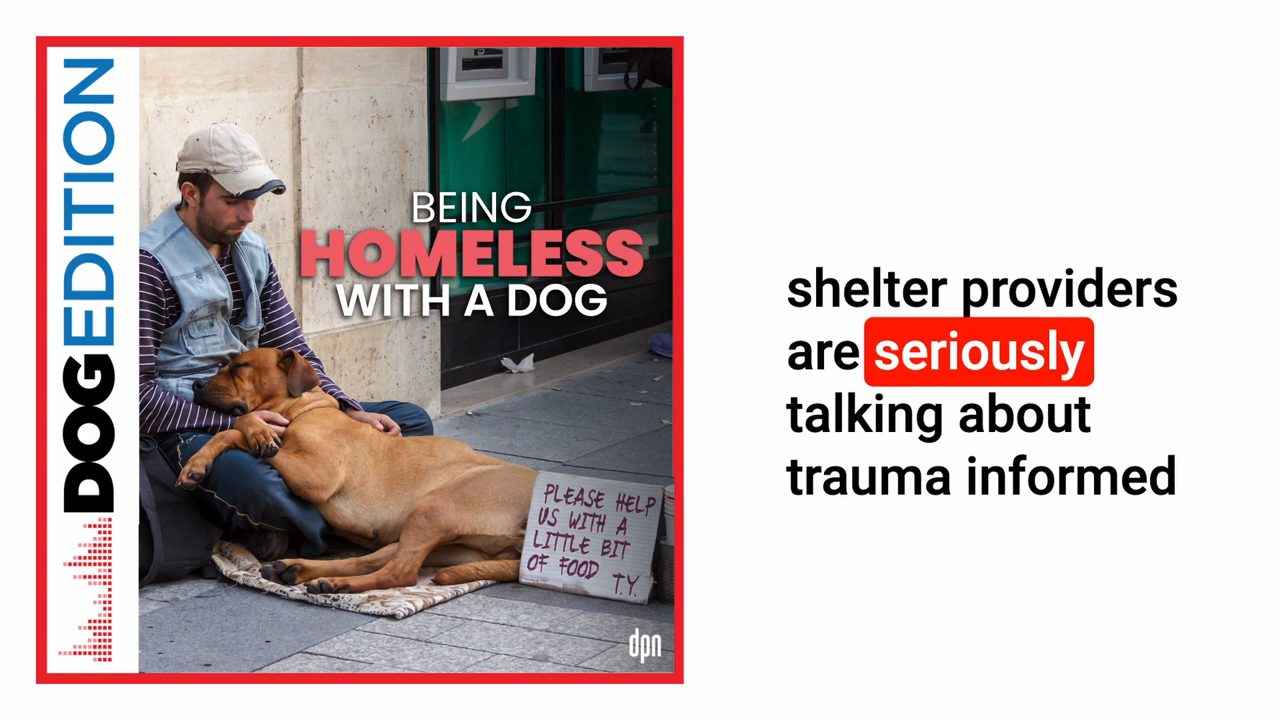 DOGEDITION
BEING
HOMELESS
WITH A DOG
PLEASE HELP
US WITH A
LITTLE BIT
OF FOOD T.Y.
dpn
shelter providers
are seriously
talking about
trauma informed